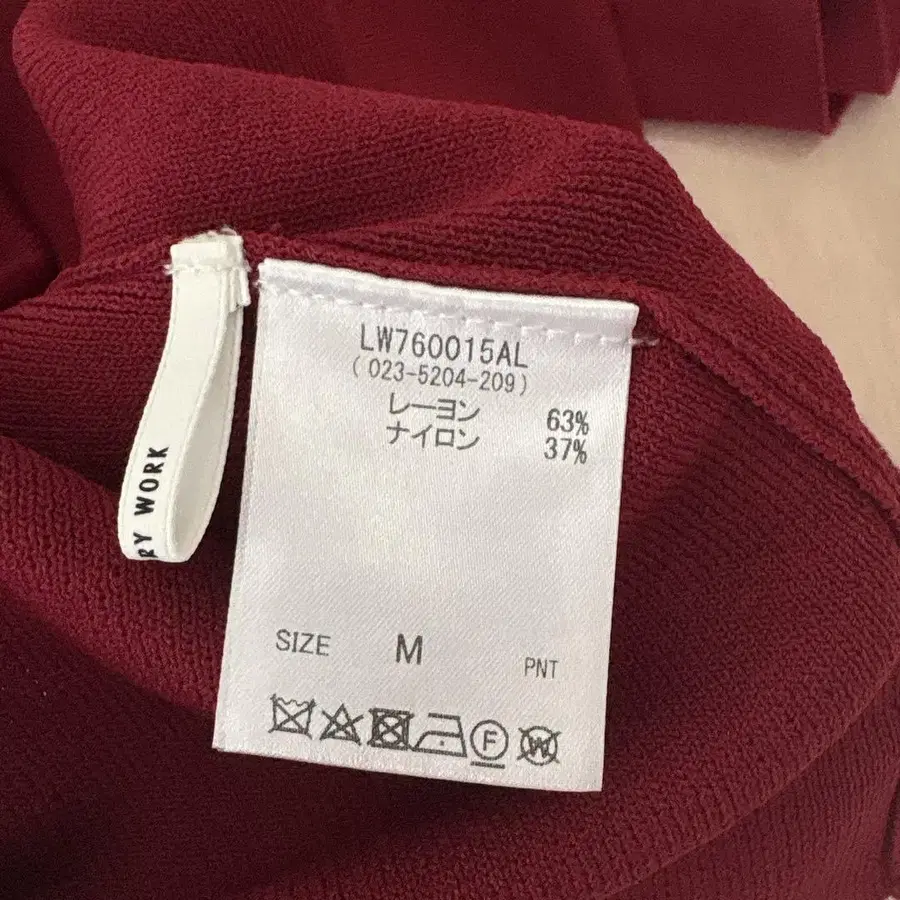 LW760015AL
(023-5204-209)
レーヨン 63%
ナイロン 37%
RY WORK
SIZE M PNT
F W